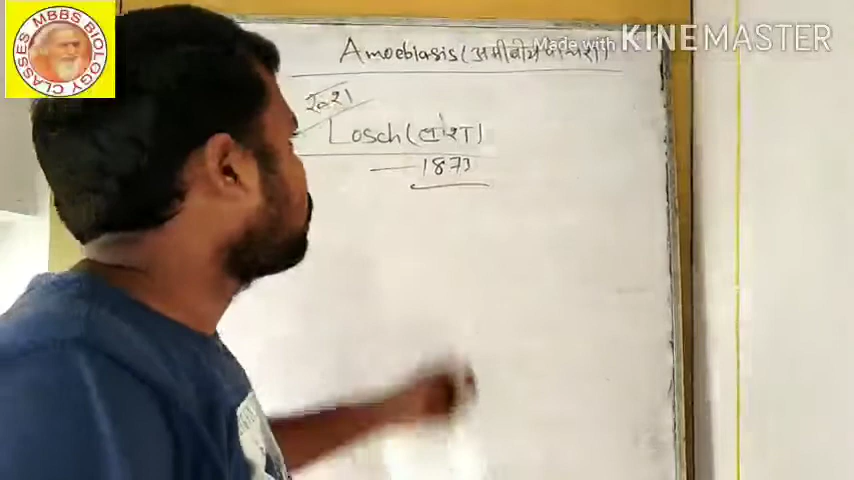 MBBS BIOLOGY CLASSES
Made with KINEMASTER
Amoebiasis (अमीबीय
Losch (लोश)
— 1873